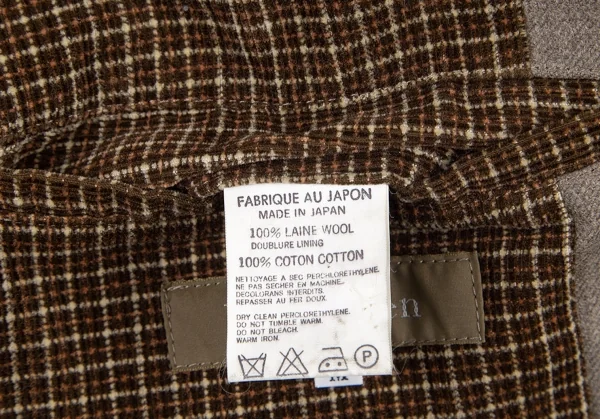 FABRIQUE AU JAPON
MADE IN JAPAN
100% LAINE WOOL
DOUBLURE LINING
100% COTON COTTON
NETTOYAGE A SEC PERCHLORETHYLENE.
NE PAS SECHER EN MACHINE.
DECOLORANS INTERDITS.
REPASSER AU FER DOUX.
DRY CLEAN PERCLORETHYLENE.
DO NOT TUMBLE WARM.
DO NOT BLEACH.
WARM IRON.
P